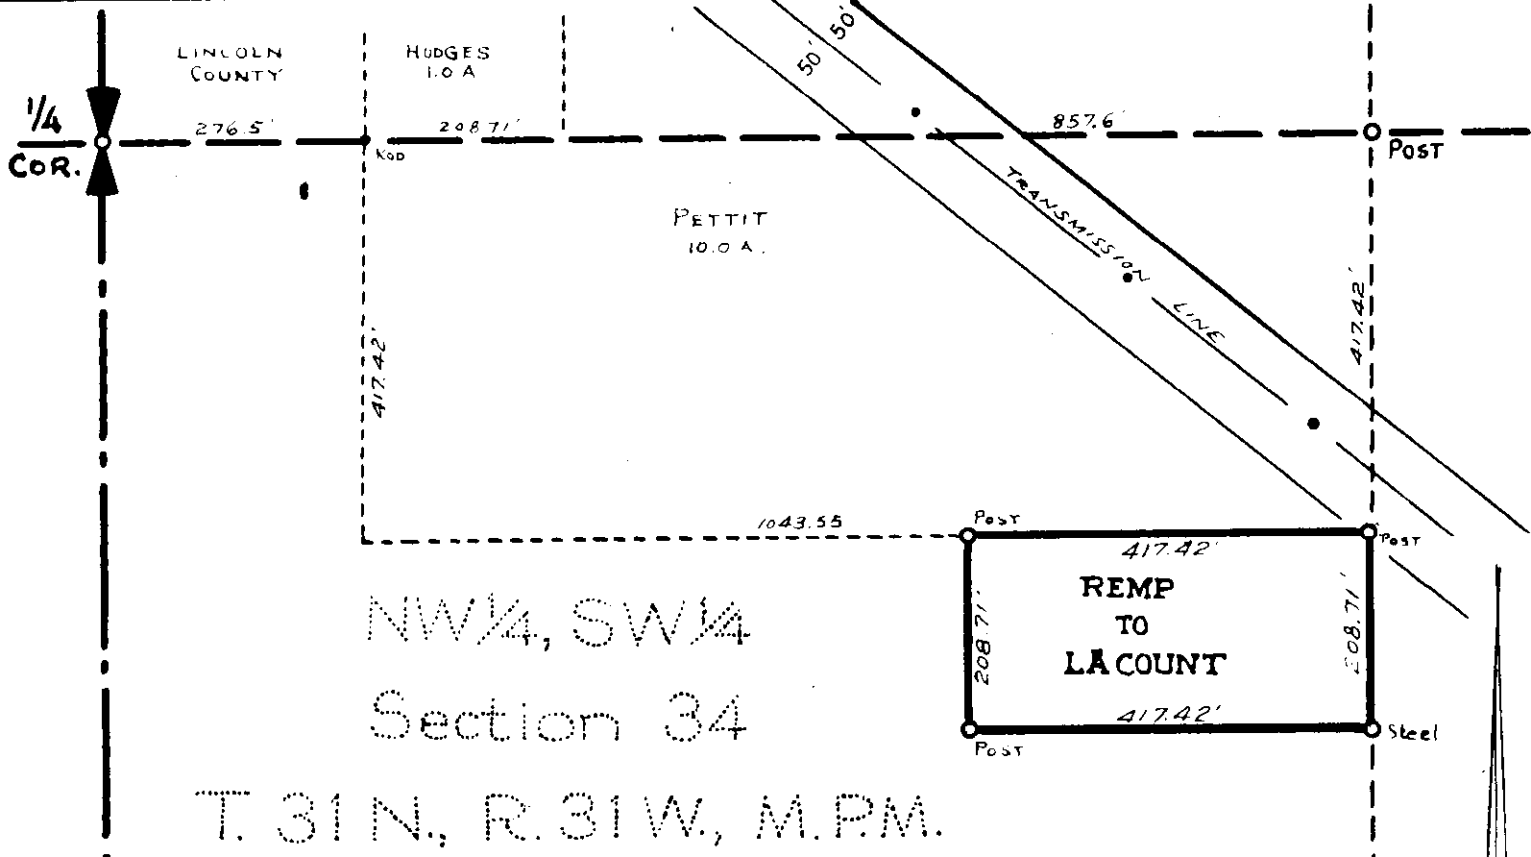 50'
50'
LINCOLN
COUNTY
HUDGES
1.0 A
1/4
COR.
276.5'
208.71'
857.6'
ROD
POST
TRANSMISSION LINE
PETTIT
10.0 A.
417.42'
417.42'
1043.55
POST
417.42'
POST
REMP
TO
LA COUNT
208.71'
208.71'
417.42'
POST
Steel
NW1/4, SW1/4
Section 34
T. 31 N., R. 31 W., M.P.M.